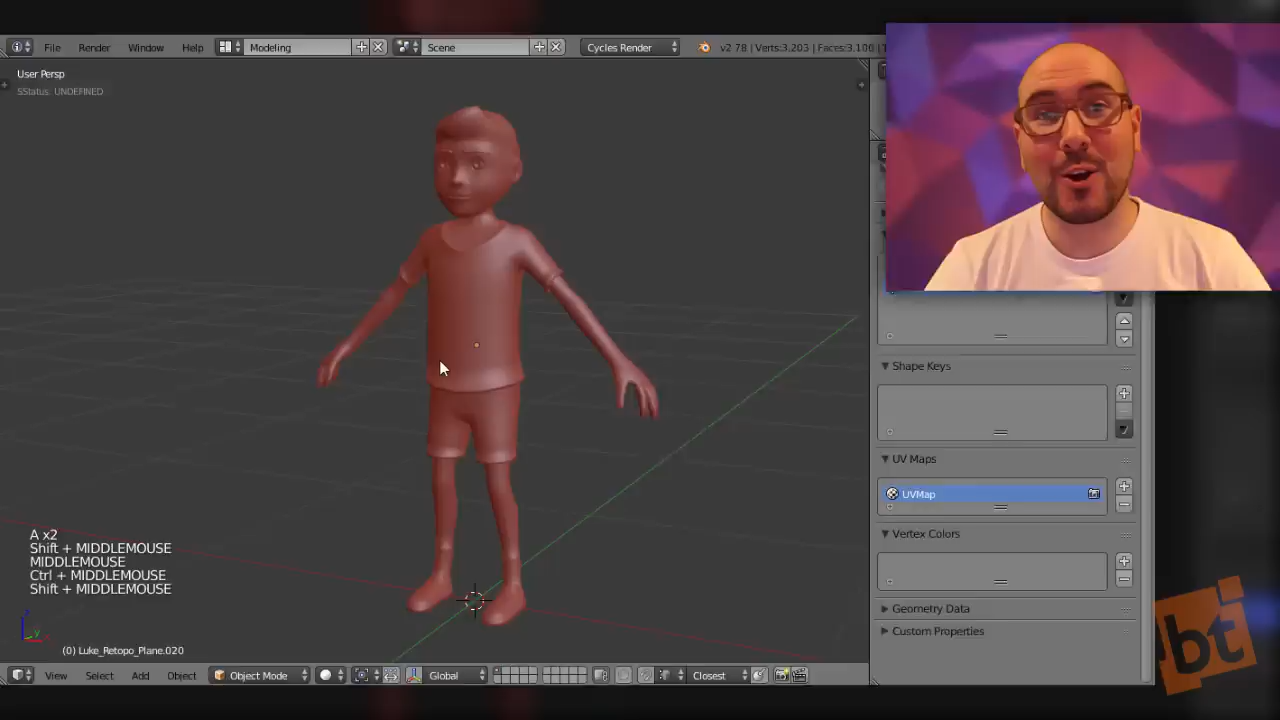 File Render Window Help Modeling Scene Cycles Render v2 78 | Verts:3,203 | Faces:3,100 |
User Persp
SStatus: UNDEFINED
Shape Keys
UV Maps
UVMap
Vertex Colors
Geometry Data
Custom Properties
A x2
Shift + MIDDLEMOUSE
MIDDLEMOUSE
Ctrl + MIDDLEMOUSE
Shift + MIDDLEMOUSE
z
y
(0) Luke_Retopo_Plane.020
View Select Add Object Object Mode Global Closest
bt